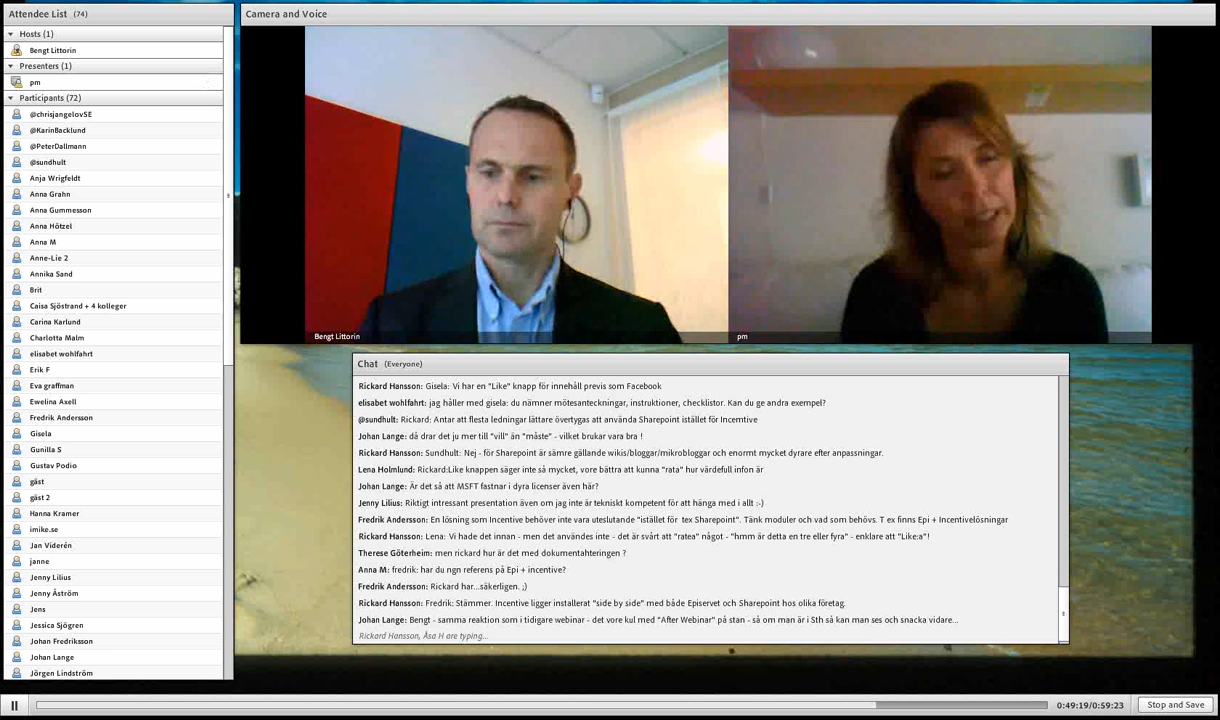 Attendee List (74)
Hosts (1)
Bengt Littorin
Presenters (1)
pm
Participants (72)
@chrisjangelovSE
@KarinBacklund
@PeterDallmann
@sundhult
Anja Wrigfeldt
Anna Grahn
Anna Gummesson
Anna Hötzel
Anna M
Anne-Lie 2
Annika Sand
Brit
Caisa Sjöstrand + 4 kolleger
Carina Karlund
Charlotta Malm
elisabet wohlfahrt
Erik F
Eva graffman
Ewelina Axell
Fredrik Andersson
Gisela
Gunilla S
Gustav Podio
gäst
gäst 2
Hanna Kramer
imike.se
Jan Viderén
janne
Jenny Lilius
Jenny Åström
Jens
Jessica Sjögren
Johan Fredriksson
Johan Lange
Jörgen Lindström
Camera and Voice
Bengt Littorin
pm
Chat (Everyone)
Rickard Hansson: Gisela: Vi har en "Like" knapp för innehåll previs som Facebook
elisabet wohlfahrt: jag håller med gisela: du nämner mötesanteckningar, instruktioner, checklistor. Kan du ge andra exempel?
@sundhult: Rickard: Antar att flesta ledningar lättare övertygas att använda Sharepoint istället för Incemtive
Johan Lange: då drar det ju mer till "vill" än "måste" - vilket brukar vara bra !
Rickard Hansson: Sundhult: Nej - för Sharepoint är sämre gällande wikis/bloggar/mikrobloggar och enormt mycket dyrare efter anpassningar.
Lena Holmlund: Rickard:Like knappen säger inte så mycket, vore bättra att kunna "rata" hur värdefull infon är
Johan Lange: Är det så att MSFT fastnar i dyra licenser även här?
Jenny Lilius: Riktigt intressant presentation även om jag inte är tekniskt kompetent för att hänga med i allt :-)
Fredrik Andersson: En lösning som Incentive behöver inte vara uteslutande "istället för tex Sharepoint". Tänk moduler och vad som behövs. T ex finns Epi + Incentivelösningar
Rickard Hansson: Lena: Vi hade det innan - men det användes inte - det är svårt att "ratea" något - "hmm är detta en tre eller fyra" - enklare att "Like:a"!
Therese Göterheim: men rickard hur är det med dokumentahteringen ?
Anna M: fredrik: har du ngn referens på Epi + incentive?
Fredrik Andersson: Rickard har...säkerligen. ;)
Rickard Hansson: Fredrik: Stämmer. Incentive ligger installerat "side by side" med både Episervet och Sharepoint hos olika företag.
Johan Lange: Bengt - samma reaktion som i tidigare webinar - det vore kul med "After Webinar" på stan - så om man är i Sth så kan man ses och snacka vidare...
Rickard Hansson, Åsa H are typing...
0:49:19/0:59:23
Stop and Save